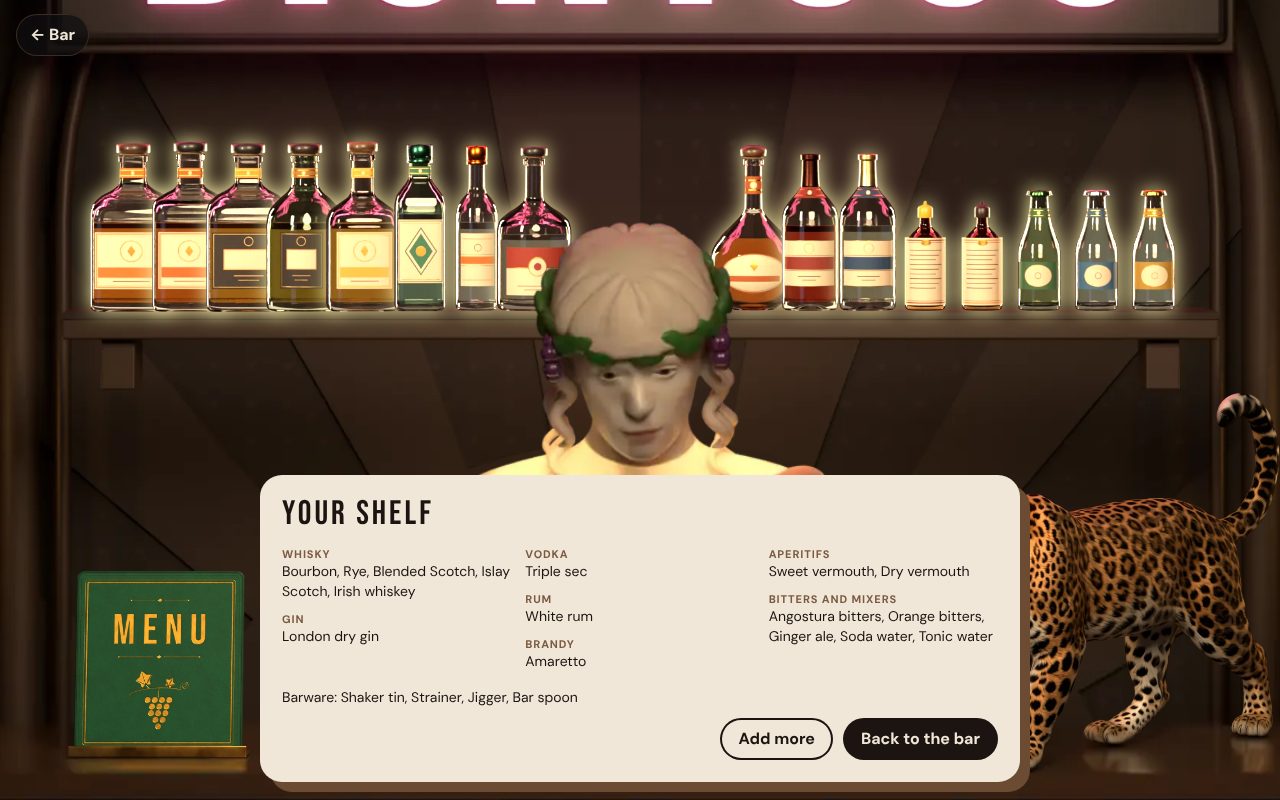 ← Bar
YOUR SHELF
WHISKY
Bourbon, Rye, Blended Scotch, Islay
Scotch, Irish whiskey
GIN
London dry gin
VODKA
Triple sec
RUM
White rum
BRANDY
Amaretto
APERITIFS
Sweet vermouth, Dry vermouth
BITTERS AND MIXERS
Angostura bitters, Orange bitters,
Ginger ale, Soda water, Tonic water
Barware: Shaker tin, Strainer, Jigger, Bar spoon
Add more
Back to the bar
MENU